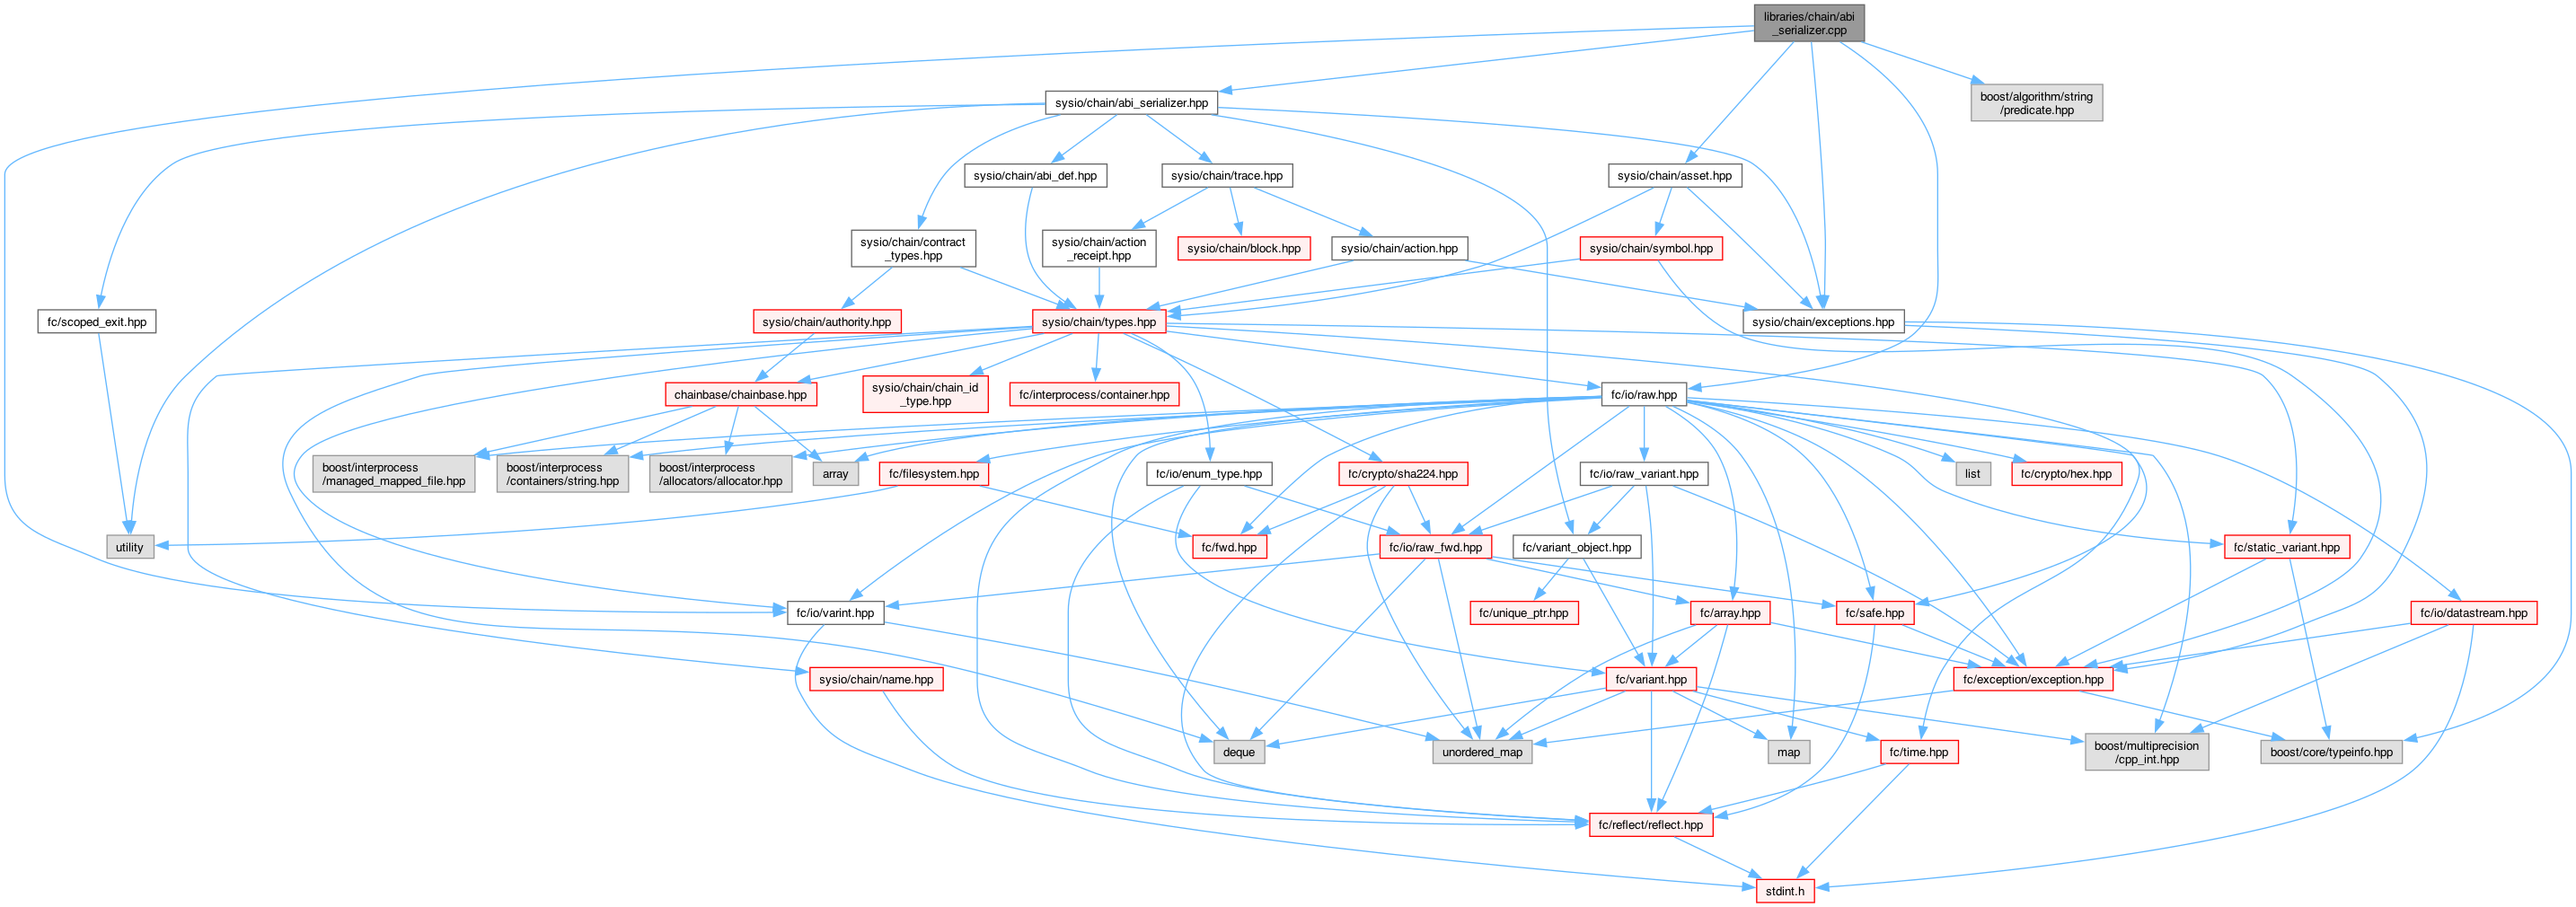 libraries/chain/abi
_serializer.cpp
sysio/chain/abi_serializer.hpp
boost/algorithm/string
/predicate.hpp
sysio/chain/abi_def.hpp
sysio/chain/trace.hpp
sysio/chain/asset.hpp
sysio/chain/contract
_types.hpp
sysio/chain/action
_receipt.hpp
sysio/chain/block.hpp
sysio/chain/action.hpp
sysio/chain/symbol.hpp
fc/scoped_exit.hpp
sysio/chain/authority.hpp
sysio/chain/types.hpp
sysio/chain/exceptions.hpp
chainbase/chainbase.hpp
sysio/chain/chain_id
_type.hpp
fc/interprocess/container.hpp
fc/io/raw.hpp
boost/interprocess
/managed_mapped_file.hpp
boost/interprocess
/containers/string.hpp
boost/interprocess
/allocators/allocator.hpp
array
fc/filesystem.hpp
fc/io/enum_type.hpp
fc/crypto/sha224.hpp
fc/io/raw_variant.hpp
list
fc/crypto/hex.hpp
utility
fc/fwd.hpp
fc/io/raw_fwd.hpp
fc/variant_object.hpp
fc/static_variant.hpp
fc/io/varint.hpp
fc/unique_ptr.hpp
fc/array.hpp
fc/safe.hpp
fc/io/datastream.hpp
sysio/chain/name.hpp
fc/variant.hpp
fc/exception/exception.hpp
deque
unordered_map
map
fc/time.hpp
boost/multiprecision
/cpp_int.hpp
boost/core/typeinfo.hpp
fc/reflect/reflect.hpp
stdint.h